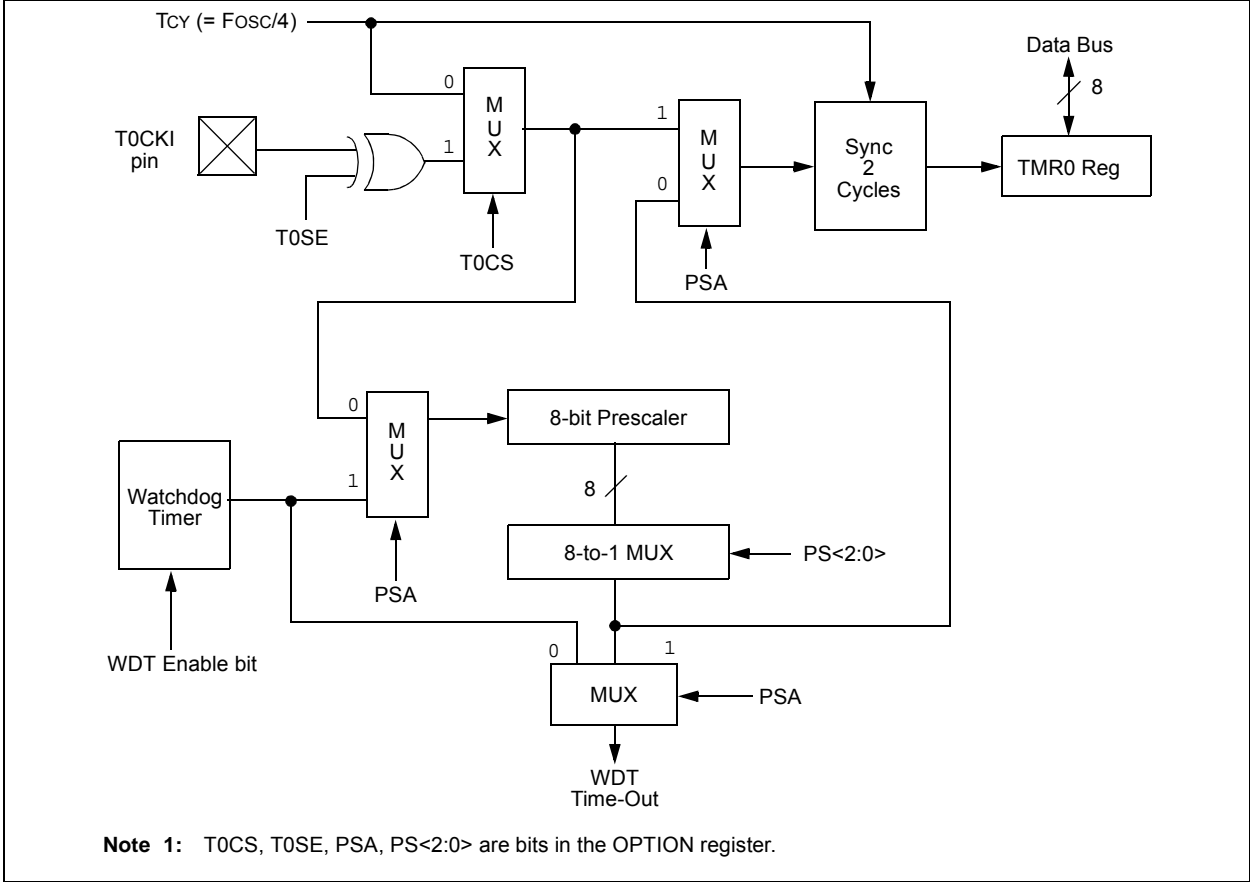 TCY (= FOSC/4)
Data Bus
8
0
M
U
X
1
T0CKI
pin
T0SE
T0CS
1
M
U
X
0
PSA
Sync
2
Cycles
TMR0 Reg
0
M
U
X
1
8-bit Prescaler
8
Watchdog
Timer
8-to-1 MUX
PS<2:0>
PSA
WDT Enable bit
0
1
MUX
PSA
WDT
Time-Out
Note 1: T0CS, T0SE, PSA, PS<2:0> are bits in the OPTION register.